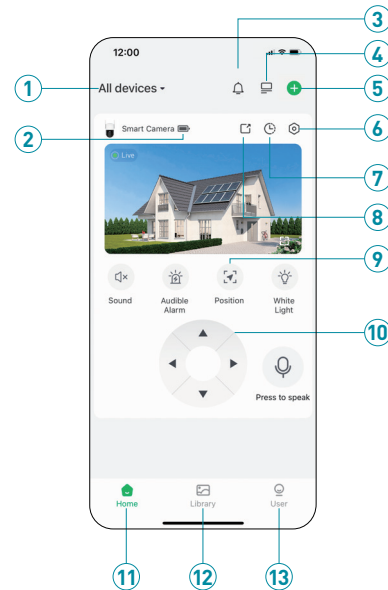 3
12:00
4
1
All devices
5
Smart Camera
6
2
Live
7
8
9
Sound
Audible
Alarm
Position
White
Light
10
Press to speak
Home
Library
User
11
12
13